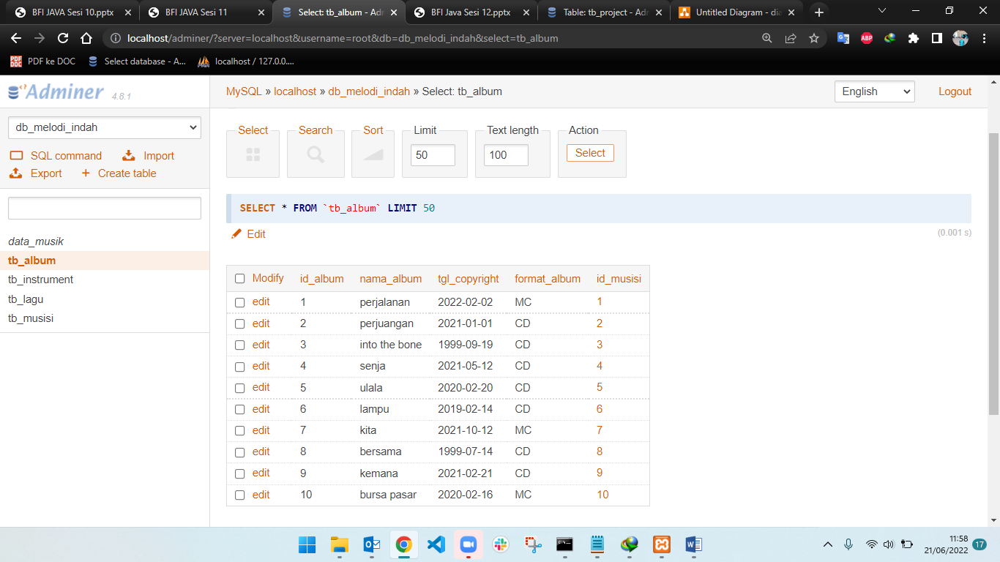 BFI JAVA Sesi 10.pptx
BFI JAVA Sesi 11
Select: tb_album - Adr
BFI Java Sesi 12.pptx
Table: tb_project - Adr
Untitled Diagram - dia
localhost/adminer/?server=localhost&username=root&db=db_melodi_indah&select=tb_album
ABP
PDF DOC PDF ke DOC Select database - A... localhost / 127.0.0....
Adminer 4.8.1
MySQL » localhost » db_melodi_indah » Select: tb_album
English
Logout
db_melodi_indah
SQL command Import
Export Create table
data_musik
tb_album
tb_instrument
tb_lagu
tb_musisi
Select Search Sort Limit Text length Action
50 100 Select
SELECT * FROM `tb_album` LIMIT 50
Edit (0.001 s)
Modify id_album nama_album tgl_copyright format_album id_musisi
edit 1 perjalanan 2022-02-02 MC 1
edit 2 perjuangan 2021-01-01 CD 2
edit 3 into the bone 1999-09-19 CD 3
edit 4 senja 2021-05-12 CD 4
edit 5 ulala 2020-02-20 CD 5
edit 6 lampu 2019-02-14 CD 6
edit 7 kita 2021-10-12 MC 7
edit 8 bersama 1999-07-14 CD 8
edit 9 kemana 2021-02-21 CD 9
edit 10 bursa pasar 2020-02-16 MC 10
11:58
21/06/2022
17